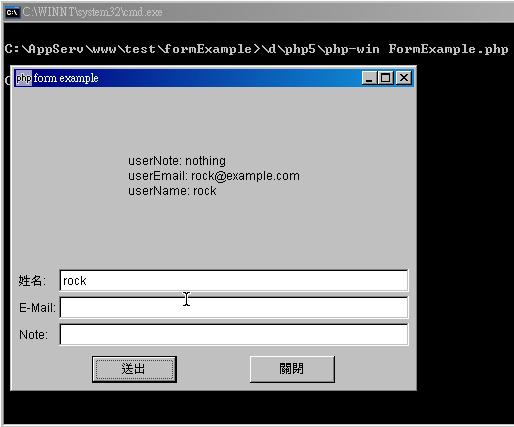 C:\WINNT\system32\cmd.exe
C:\AppServ\www\test\formExample>\d\php5\php-win FormExample.php
C
php form example
userNote: nothing
userEmail: rock@example.com
userName: rock
姓名: rock
E-Mail:
Note:
送出 關閉